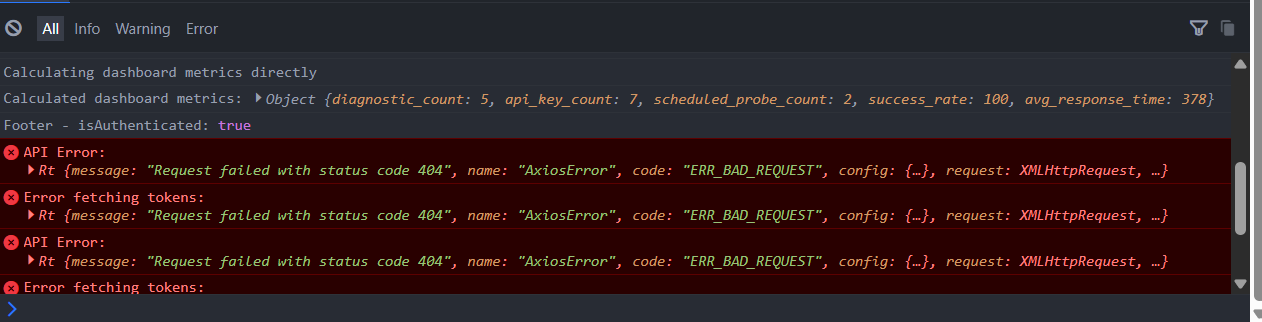 All Info Warning Error
Calculating dashboard metrics directly
Calculated dashboard metrics: Object {diagnostic_count: 5, api_key_count: 7, scheduled_probe_count: 2, success_rate: 100, avg_response_time: 378}
Footer - isAuthenticated: true
API Error:
Rt {message: "Request failed with status code 404", name: "AxiosError", code: "ERR_BAD_REQUEST", config: {…}, request: XMLHttpRequest, …}
Error fetching tokens:
Rt {message: "Request failed with status code 404", name: "AxiosError", code: "ERR_BAD_REQUEST", config: {…}, request: XMLHttpRequest, …}
API Error:
Rt {message: "Request failed with status code 404", name: "AxiosError", code: "ERR_BAD_REQUEST", config: {…}, request: XMLHttpRequest, …}
Error fetching tokens: